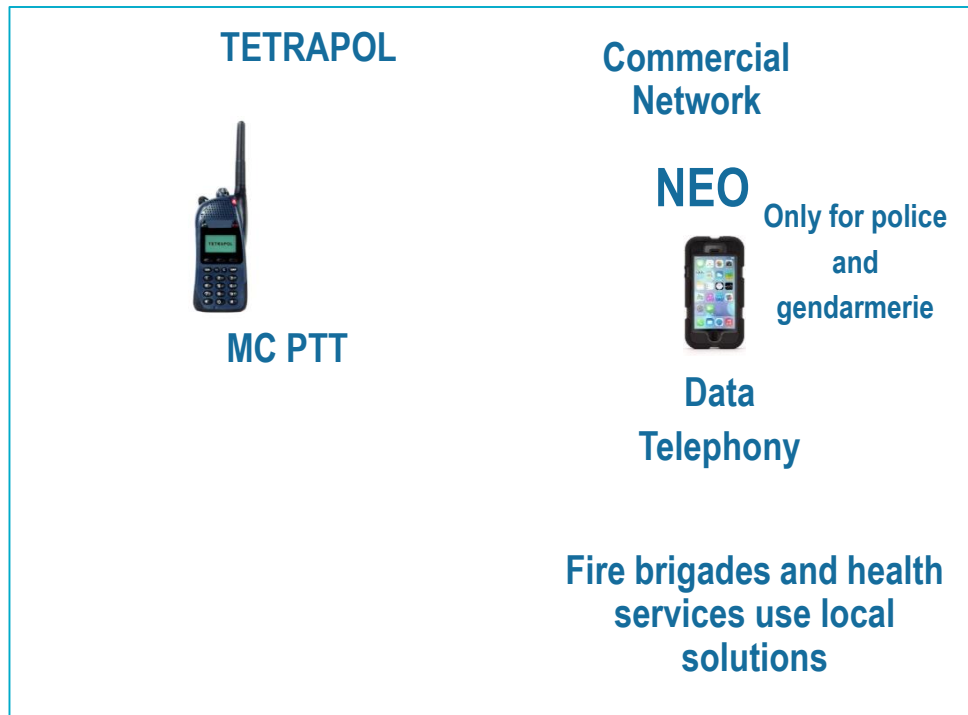 TETRAPOL
TETRAPOL
MC PTT
Commercial
Network
NEO
Only for police
and
gendarmerie
Data
Telephony
Fire brigades and health
services use local
solutions